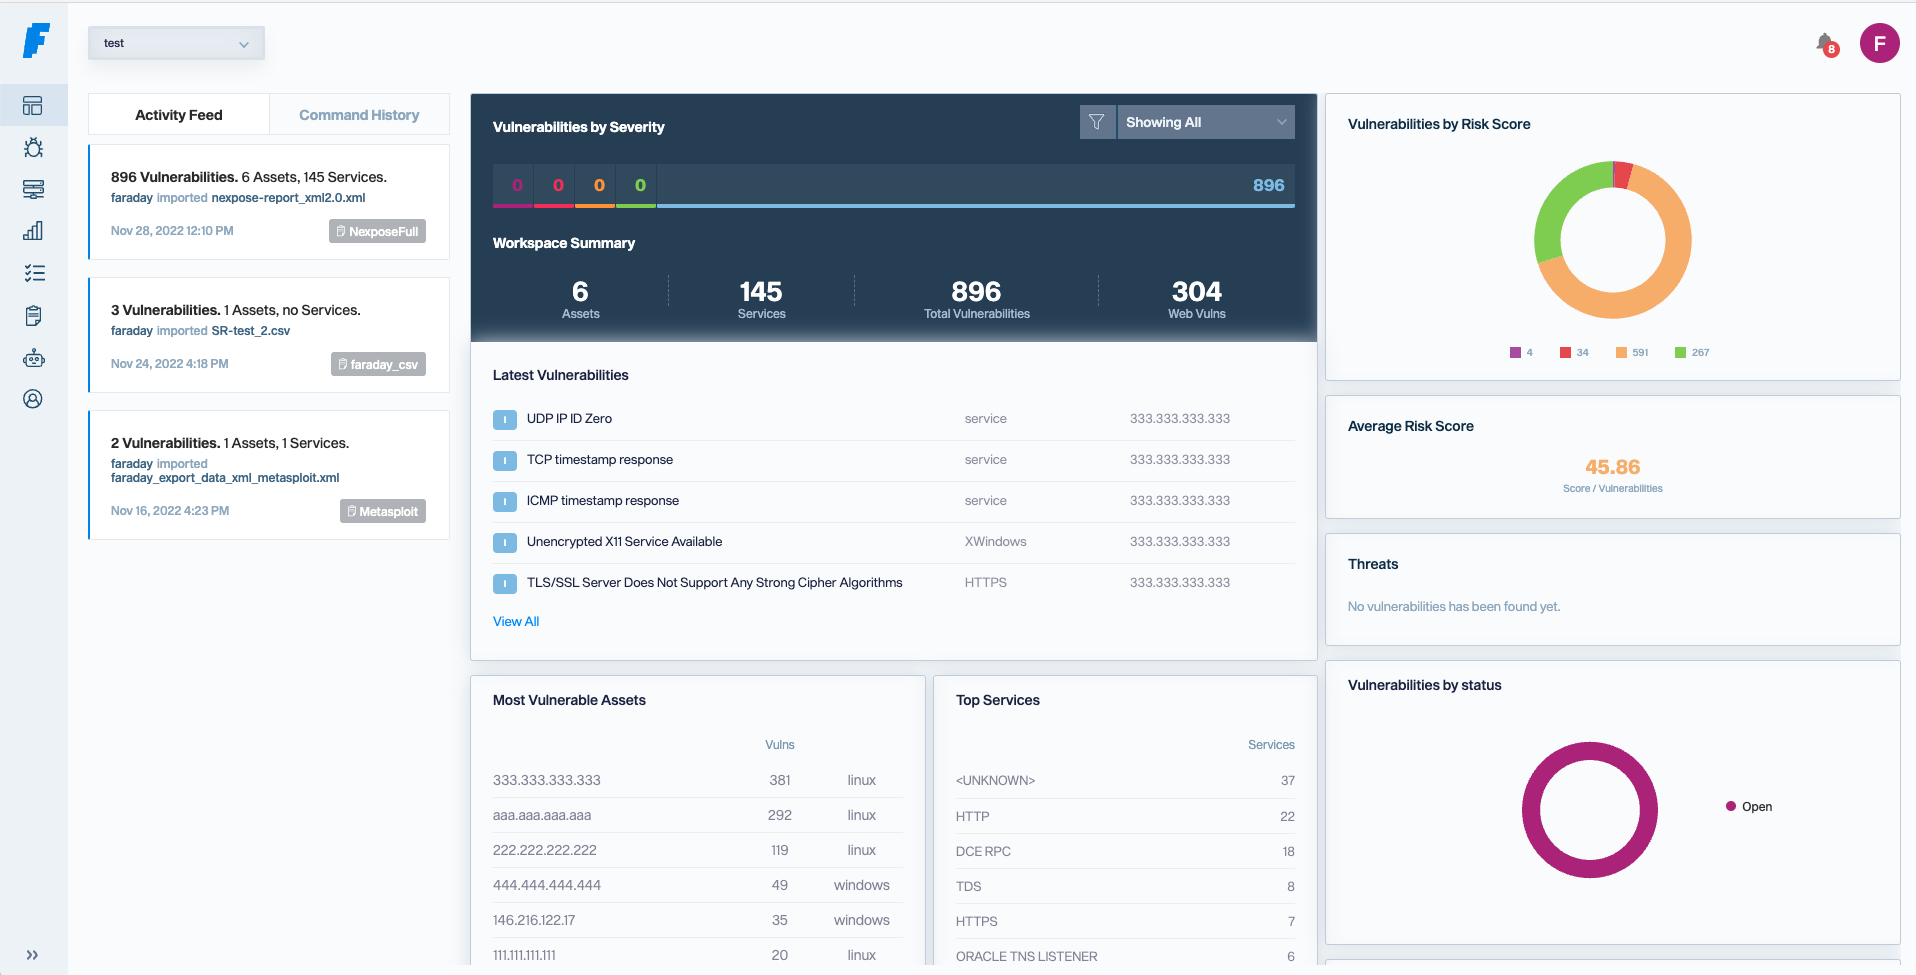 test
8
F
Activity Feed
Command History
896 Vulnerabilities. 6 Assets, 145 Services.
faraday imported nexpose-report_xml2.0.xml
Nov 28, 2022 12:10 PM
NexposeFull
3 Vulnerabilities. 1 Assets, no Services.
faraday imported SR-test_2.csv
Nov 24, 2022 4:18 PM
faraday_csv
2 Vulnerabilities. 1 Assets, 1 Services.
faraday imported
faraday_export_data_xml_metasploit.xml
Nov 16, 2022 4:23 PM
Metasploit
Vulnerabilities by Severity
Showing All
0 0 0 0 896
Workspace Summary
6 145 896 304
Assets Services Total Vulnerabilities Web Vulns
Latest Vulnerabilities
I UDP IP ID Zero service 333.333.333.333
I TCP timestamp response service 333.333.333.333
I ICMP timestamp response service 333.333.333.333
I Unencrypted X11 Service Available XWindows 333.333.333.333
I TLS/SSL Server Does Not Support Any Strong Cipher Algorithms HTTPS 333.333.333.333
View All
Most Vulnerable Assets
Vulns
333.333.333.333 381 linux
aaa.aaa.aaa.aaa 292 linux
222.222.222.222 119 linux
444.444.444.444 49 windows
146.216.122.17 35 windows
111.111.111.111 20 linux
Top Services
Services
<UNKNOWN> 37
HTTP 22
DCE RPC 18
TDS 8
HTTPS 7
ORACLE TNS LISTENER 6
Vulnerabilities by Risk Score
4 34 591 267
Average Risk Score
45.86
Score / Vulnerabilities
Threats
No vulnerabilities has been found yet.
Vulnerabilities by status
Open